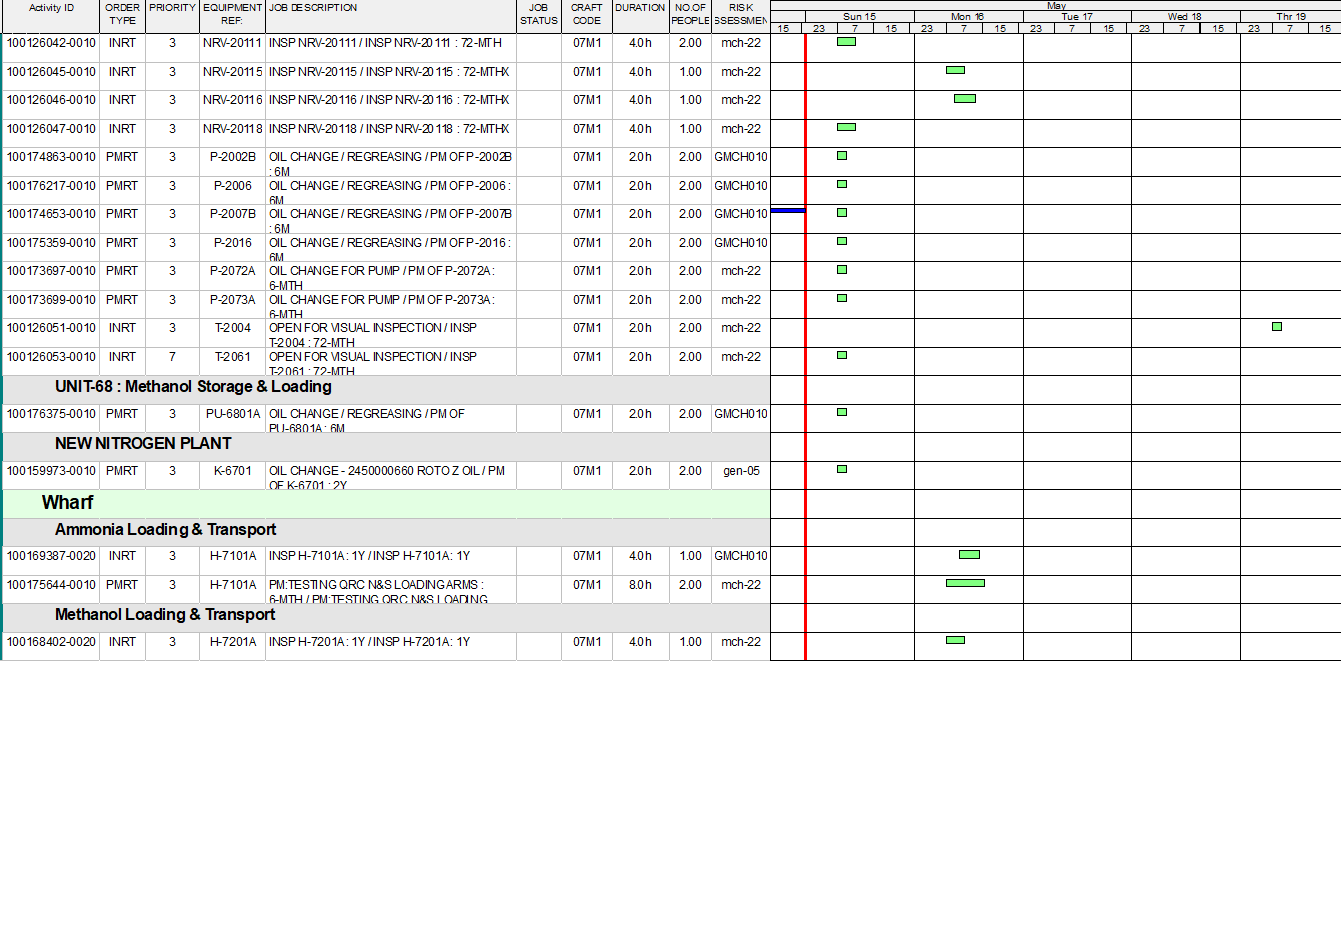 May
Activity ID ORDER TYPE PRIORITY EQUIPMENT REF: JOB DESCRIPTION JOB STATUS CRAFT CODE DURATION NO.OF PEOPLE RISK SSESSMEN
Sun 15 Mon 16 Tue 17 Wed 18 Thr 19
15 23 7 15 23 7 15 23 7 15 23 7 15 23 7 15
100126042-0010 INRT 3 NRV-20111 INSP NRV-20111 / INSP NRV-20111 : 72-MTH 07M1 4.0h 2.00 mch-22
100126045-0010 INRT 3 NRV-20115 INSP NRV-20115 / INSP NRV-20115 : 72-MTHX 07M1 4.0h 1.00 mch-22
100126046-0010 INRT 3 NRV-20116 INSP NRV-20116 / INSP NRV-20116 : 72-MTHX 07M1 4.0h 1.00 mch-22
100126047-0010 INRT 3 NRV-20118 INSP NRV-20118 / INSP NRV-20118 : 72-MTHX 07M1 4.0h 1.00 mch-22
100174863-0010 PMRT 3 P-2002B OIL CHANGE / REGREASING / PM OF P-2002B 07M1 2.0h 2.00 GMCH010
: 6M
100176217-0010 PMRT 3 P-2006 OIL CHANGE / REGREASING / PM OF P-2006 : 07M1 2.0h 2.00 GMCH010
6M
100174653-0010 PMRT 3 P-2007B OIL CHANGE / REGREASING / PM OF P-2007B 07M1 2.0h 2.00 GMCH010
: 6M
100175359-0010 PMRT 3 P-2016 OIL CHANGE / REGREASING / PM OF P-2016 : 07M1 2.0h 2.00 GMCH010
6M
100173697-0010 PMRT 3 P-2072A OIL CHANGE FOR PUMP / PM OF P-2072A : 07M1 2.0h 2.00 mch-22
6-MTH
100173699-0010 PMRT 3 P-2073A OIL CHANGE FOR PUMP / PM OF P-2073A : 07M1 2.0h 2.00 mch-22
6-MTH
100126051-0010 INRT 3 T-2004 OPEN FOR VISUAL INSPECTION / INSP 07M1 2.0h 2.00 mch-22
T-2004 : 72-MTH
100126053-0010 INRT 7 T-2061 OPEN FOR VISUAL INSPECTION / INSP 07M1 2.0h 2.00 mch-22
T-2061 : 72-MTH
UNIT-68 : Methanol Storage & Loading
100176375-0010 PMRT 3 PU-6801A OIL CHANGE / REGREASING / PM OF 07M1 2.0h 2.00 GMCH010
PU-6801A : 6M
NEW NITROGEN PLANT
100159973-0010 PMRT 3 K-6701 OIL CHANGE - 2450000660 ROTO Z OIL / PM 07M1 2.0h 2.00 gen-05
OF K-6701 : 2Y
Wharf
Ammonia Loading & Transport
100169387-0020 INRT 3 H-7101A INSP H-7101A : 1Y / INSP H-7101A : 1Y 07M1 4.0h 1.00 GMCH010
100175644-0010 PMRT 3 H-7101A PM:TESTING QRC N&S LOADING ARMS : 07M1 8.0h 2.00 mch-22
6-MTH / PM:TESTING QRC N&S LOADING
Methanol Loading & Transport
100168402-0020 INRT 3 H-7201A INSP H-7201A : 1Y / INSP H-7201A : 1Y 07M1 4.0h 1.00 mch-22